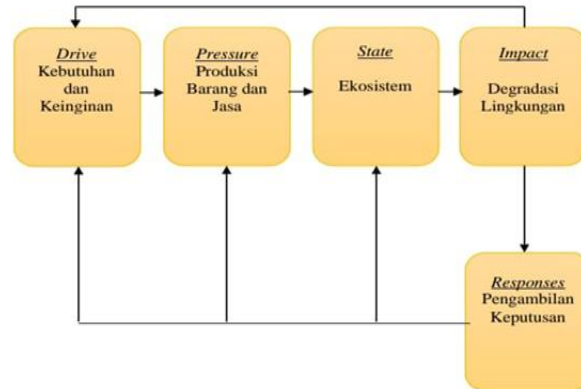 Drive
Kebutuhan
dan
Keinginan
Pressure
Produksi
Barang dan
Jasa
State
Ekosistem
Impact
Degradasi
Lingkungan
Responses
Pengambilan
Keputusan